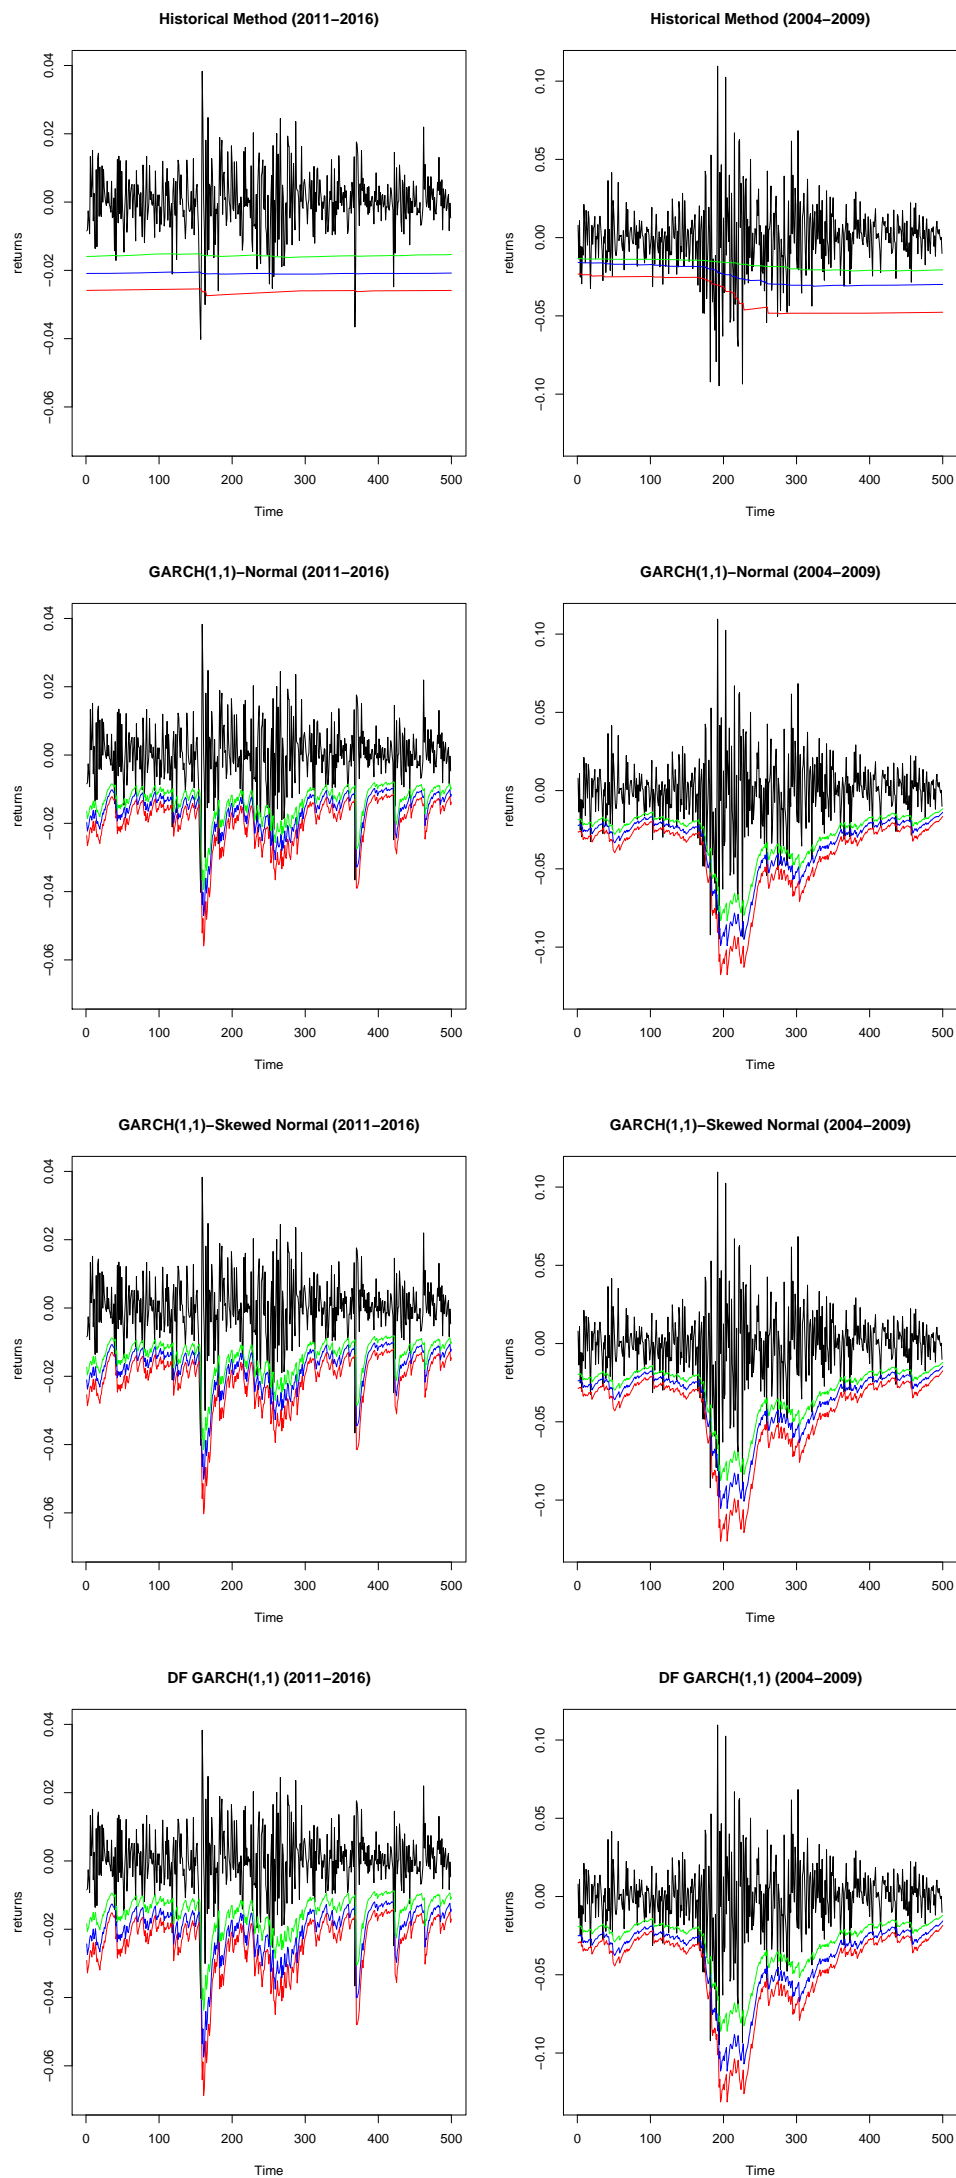 Historical Method (2011−2016)
returns
0.04
0.02
0.00
−0.02
−0.04
−0.06
0 100 200 300 400 500
Time
Historical Method (2004−2009)
returns
0.10
0.05
0.00
−0.05
−0.10
0 100 200 300 400 500
Time
GARCH(1,1)−Normal (2011−2016)
returns
0.04
0.02
0.00
−0.02
−0.04
−0.06
0 100 200 300 400 500
Time
GARCH(1,1)−Normal (2004−2009)
returns
0.10
0.05
0.00
−0.05
−0.10
0 100 200 300 400 500
Time
GARCH(1,1)−Skewed Normal (2011−2016)
returns
0.04
0.02
0.00
−0.02
−0.04
−0.06
0 100 200 300 400 500
Time
GARCH(1,1)−Skewed Normal (2004−2009)
returns
0.10
0.05
0.00
−0.05
−0.10
0 100 200 300 400 500
Time
DF GARCH(1,1) (2011−2016)
returns
0.04
0.02
0.00
−0.02
−0.04
−0.06
0 100 200 300 400 500
Time
DF GARCH(1,1) (2004−2009)
returns
0.10
0.05
0.00
−0.05
−0.10
0 100 200 300 400 500
Time